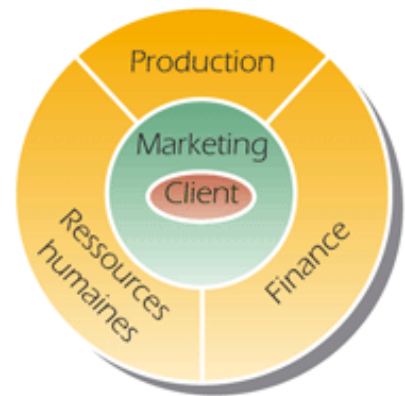 Production
Marketing
Client
Ressources
humaines
Finance